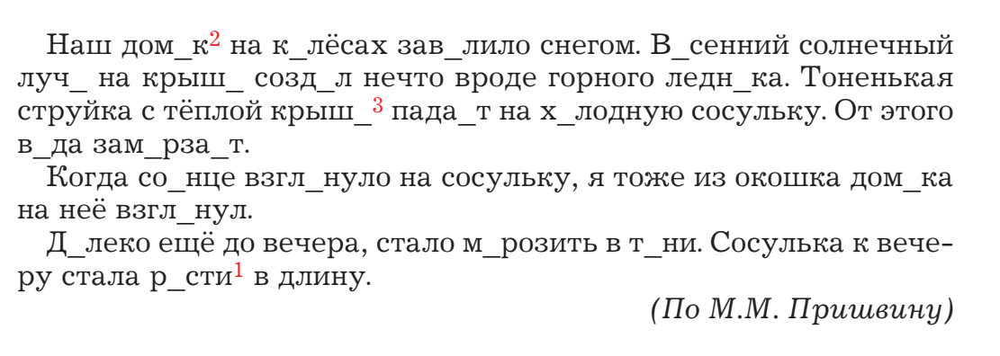 Наш дом_к2 на к_лёсах зав_лило снегом. В_сенний солнечный
луч_ на крыш_ созд_л нечто вроде горного ледн_ка. Тоненькая
струйка с тёплой крыш_3 пада_т на х_лодную сосульку. От этого
в_да зам_рза_т.
Когда со_нце взгл_нуло на сосульку, я тоже из окошка дом_ка
на неё взгл_нул.
Д_леко ещё до вечера, стало м_розить в т_ни. Сосулька к вече-
ру стала р_сти1 в длину.
(По М.М. Пришвину)